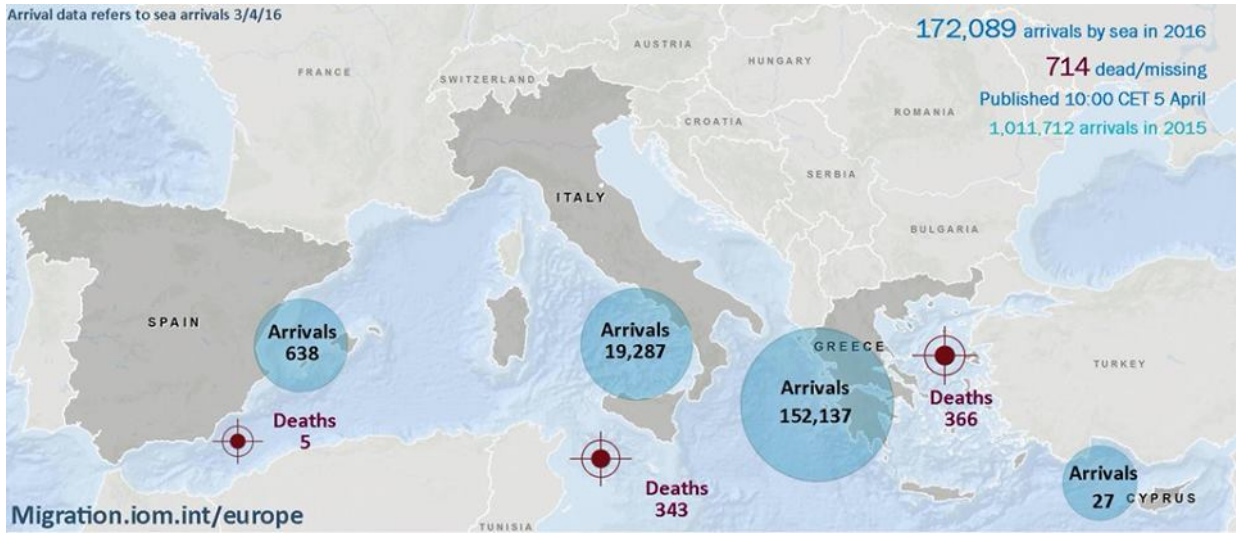 Arrival data refers to sea arrivals 3/4/16
172,089 arrivals by sea in 2016
714 dead/missing
Published 10:00 CET 5 April
1,011,712 arrivals in 2015
AUSTRIA
HUNGARY
FRANCE
SWITZERLAND
ROMANIA
CROATIA
SERBIA
ITALY
BULGARIA
SPAIN
Arrivals
638
Arrivals
19,287
GREECE
TURKEY
Arrivals
152,137
Deaths
366
Deaths
5
Deaths
343
Arrivals
27
CYPRUS
Migration.iom.int/europe
TUNISIA